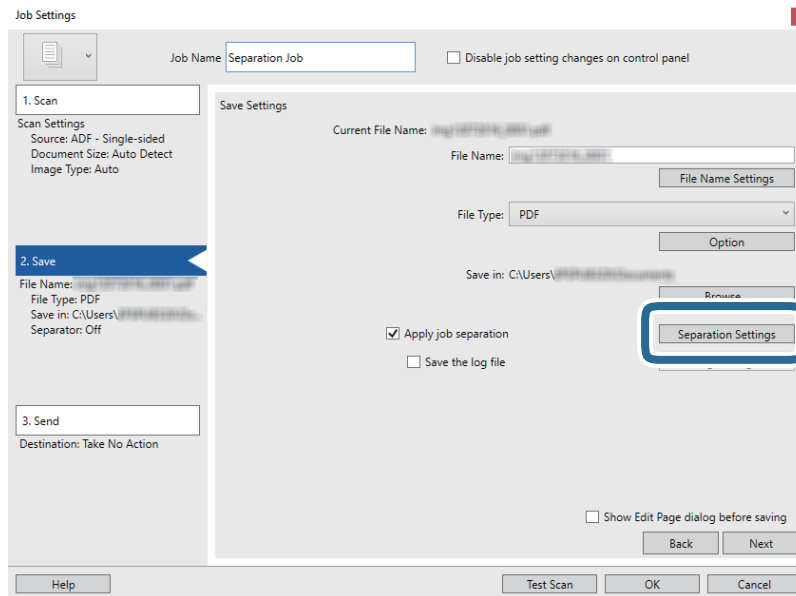 Job Settings
Job Name Separation Job
Disable job setting changes on control panel
1. Scan
Scan Settings
Source: ADF - Single-sided
Document Size: Auto Detect
Image Type: Auto
2. Save
File Name:
File Type: PDF
Save in: C:\Users\
Separator: Off
3. Send
Destination: Take No Action
Save Settings
Current File Name:
File Name:
File Name Settings
File Type: PDF
Option
Save in: C:\Users\
Browse
Apply job separation
Separation Settings
Save the log file
Show Edit Page dialog before saving
Back Next
Help Test Scan OK Cancel